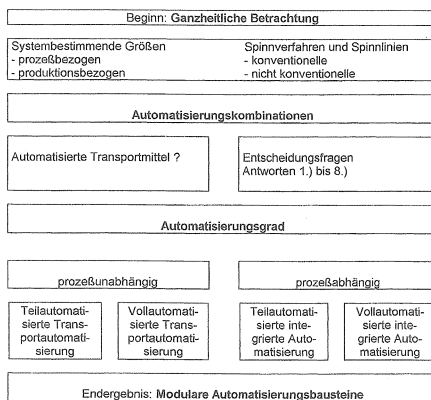 Beginn: Ganzheitliche Betrachtung
Systembestimmende Größen
- prozeßbezogen
- produktionsbezogen
Spinnverfahren und Spinnlinien
- konventionelle
- nicht konventionelle
Automatisierungskombinationen
Automatisierte Transportmittel ?
Entscheidungsfragen
Antworten 1.) bis 8.)
Automatisierungsgrad
prozeßunabhängig
prozeßabhängig
Teilautomati-
sierte Trans-
portautomati-
sierung
Vollautomati-
sierte Trans-
portautomati-
sierung
Teilautomati-
sierte inte-
grierte Auto-
matisierung
Vollautomati-
sierte inte-
grierte Auto-
matisierung
Endergebnis: Modulare Automatisierungsbausteine